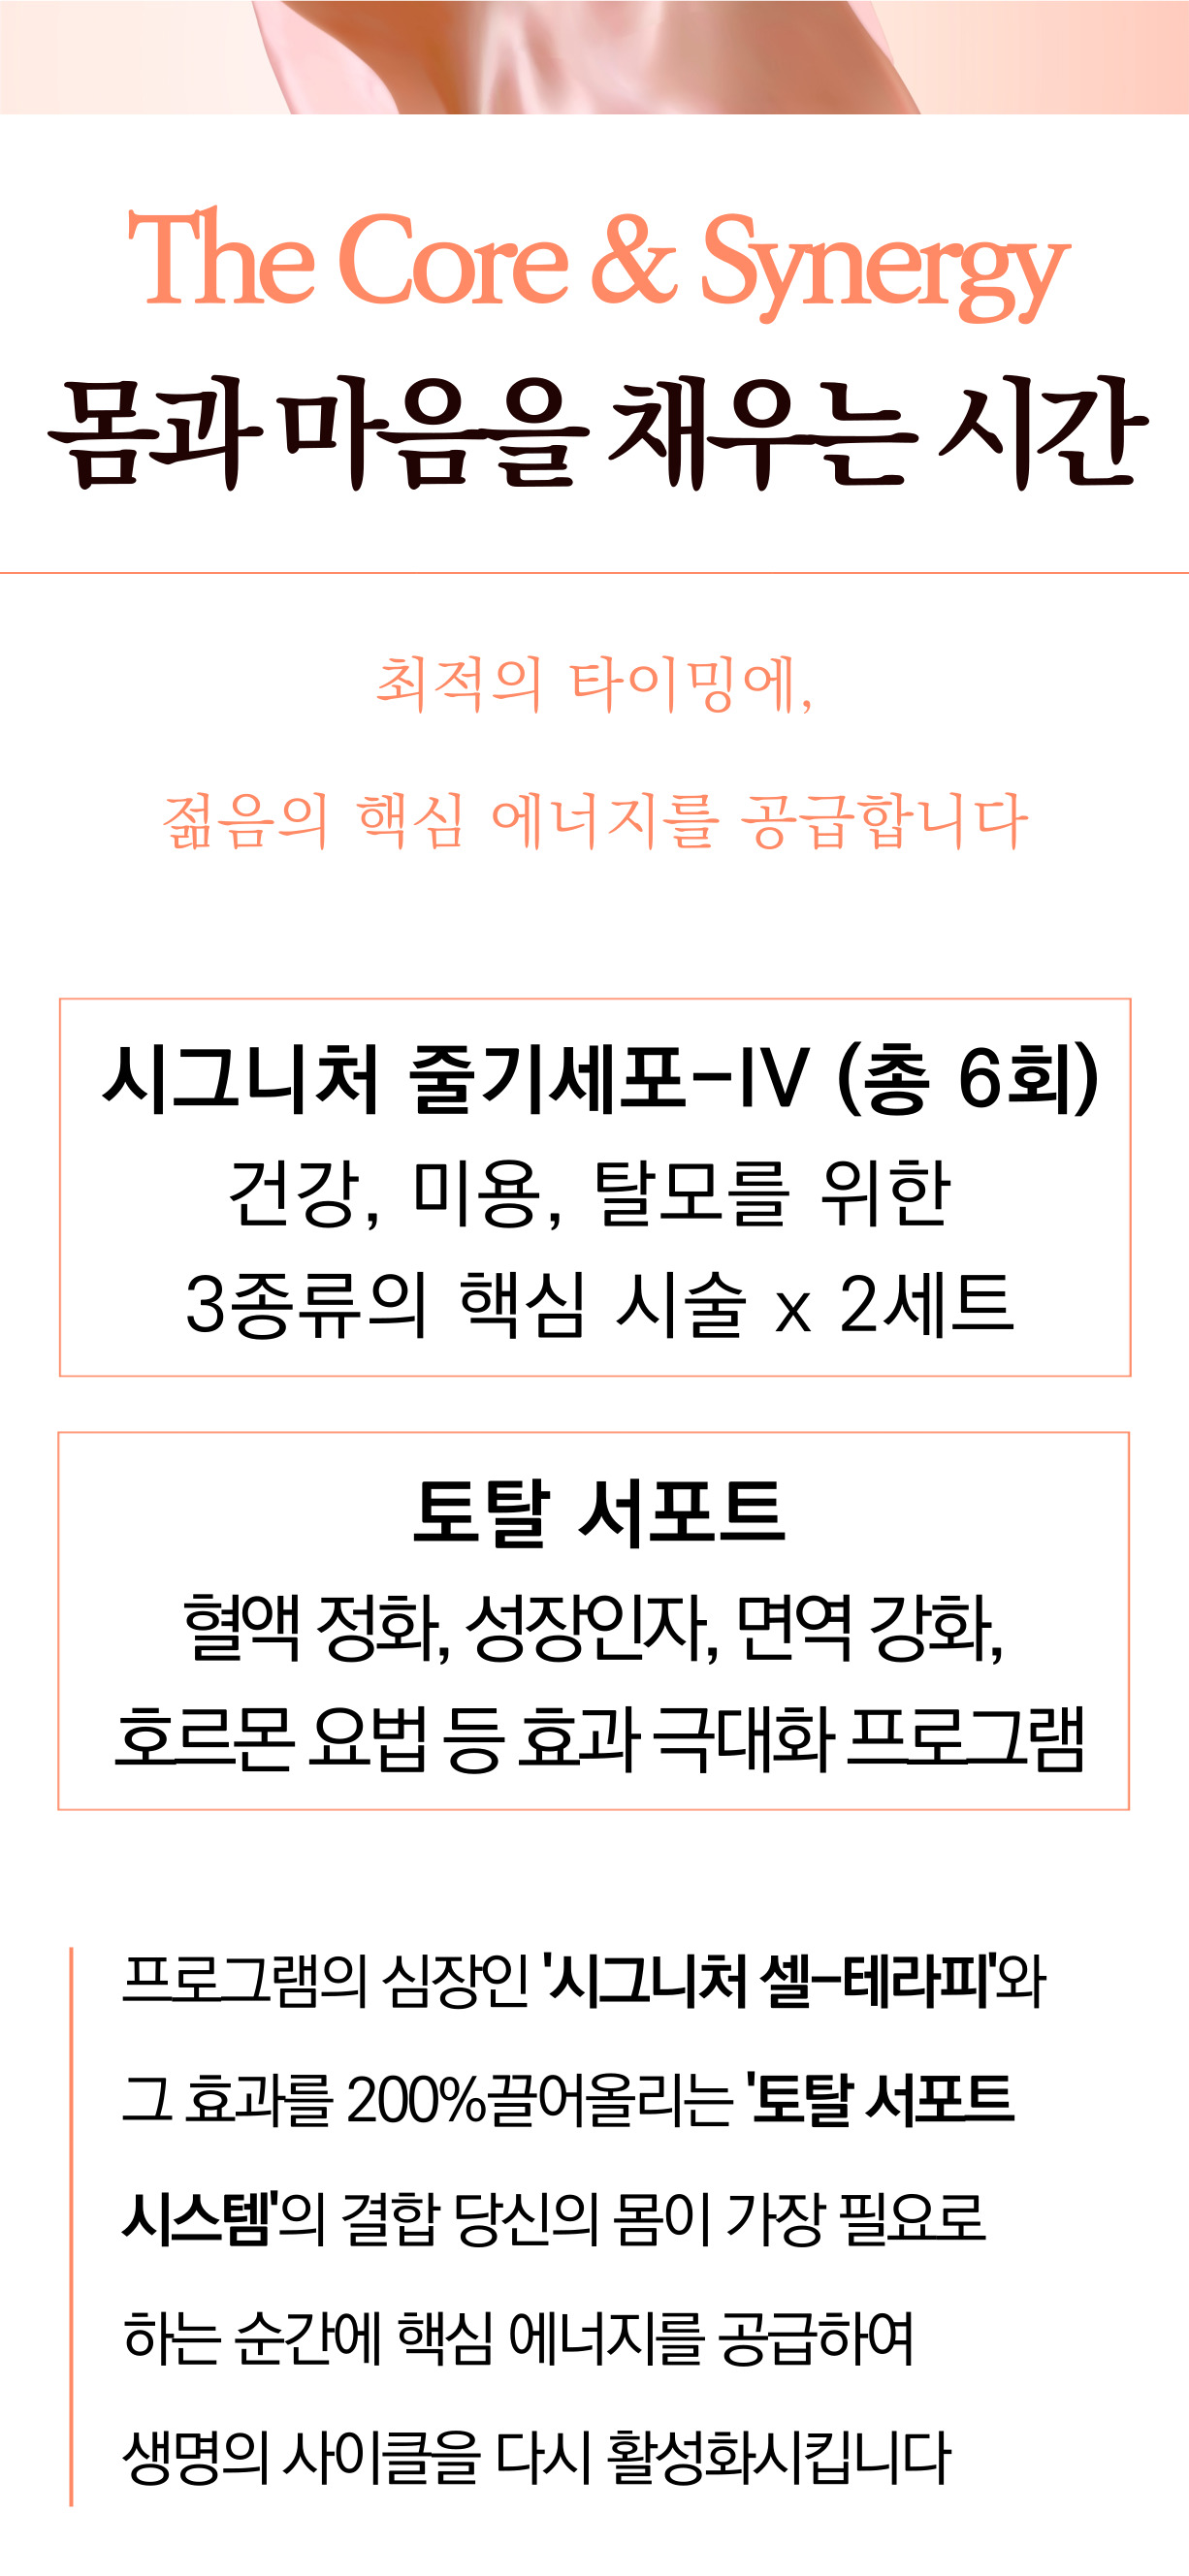 The Core & Synergy
몸과 마음을 채우는 시간
최적의 타이밍에,
젊음의 핵심 에너지를 공급합니다
시그니처 줄기세포-IV (총 6회)
건강, 미용, 탈모를 위한
3종류의 핵심 시술 x 2세트
토탈 서포트
혈액 정화, 성장인자, 면역 강화,
호르몬 요법 등 효과 극대화 프로그램
프로그램의 심장인 '시그니처 셀-테라피'와
그 효과를 200%끌어올리는 '토탈 서포트
시스템'의 결합 당신의 몸이 가장 필요로
하는 순간에 핵심 에너지를 공급하여
생명의 사이클을 다시 활성화시킵니다